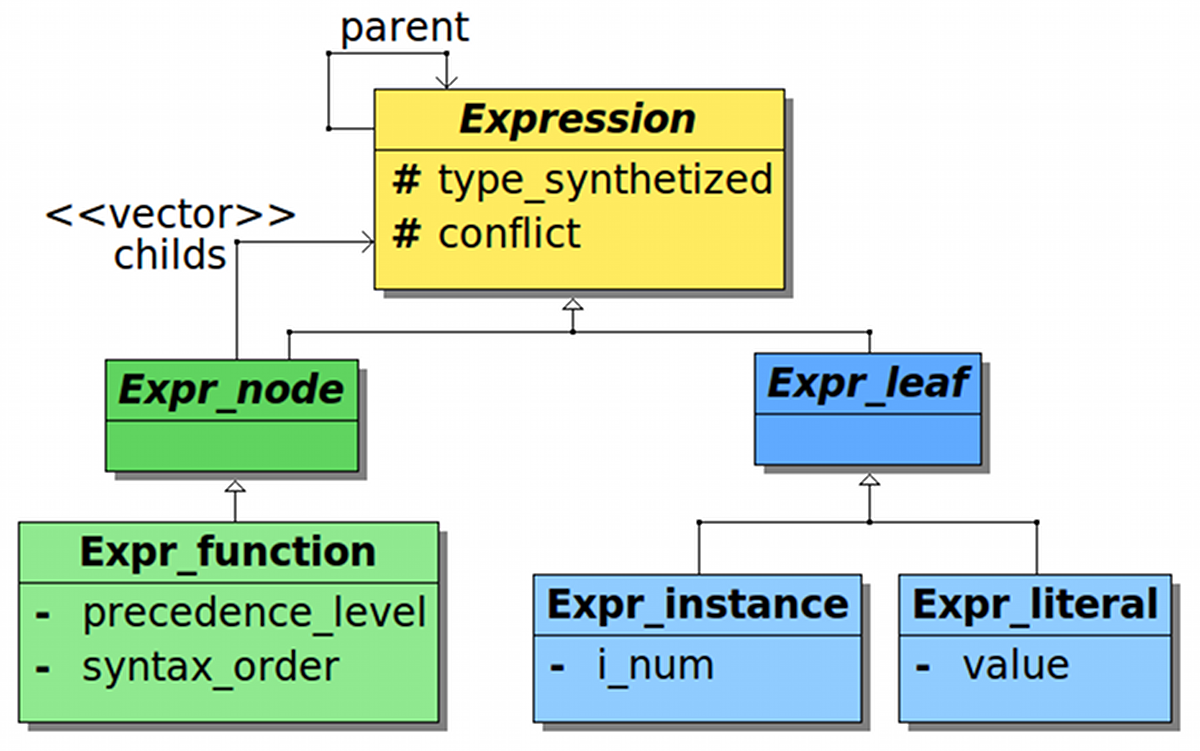 parent
Expression
# type_synthetized
# conflict
<<vector>>
childs
Expr_node
Expr_leaf
Expr_function
- precedence_level
- syntax_order
Expr_instance
- i_num
Expr_literal
- value